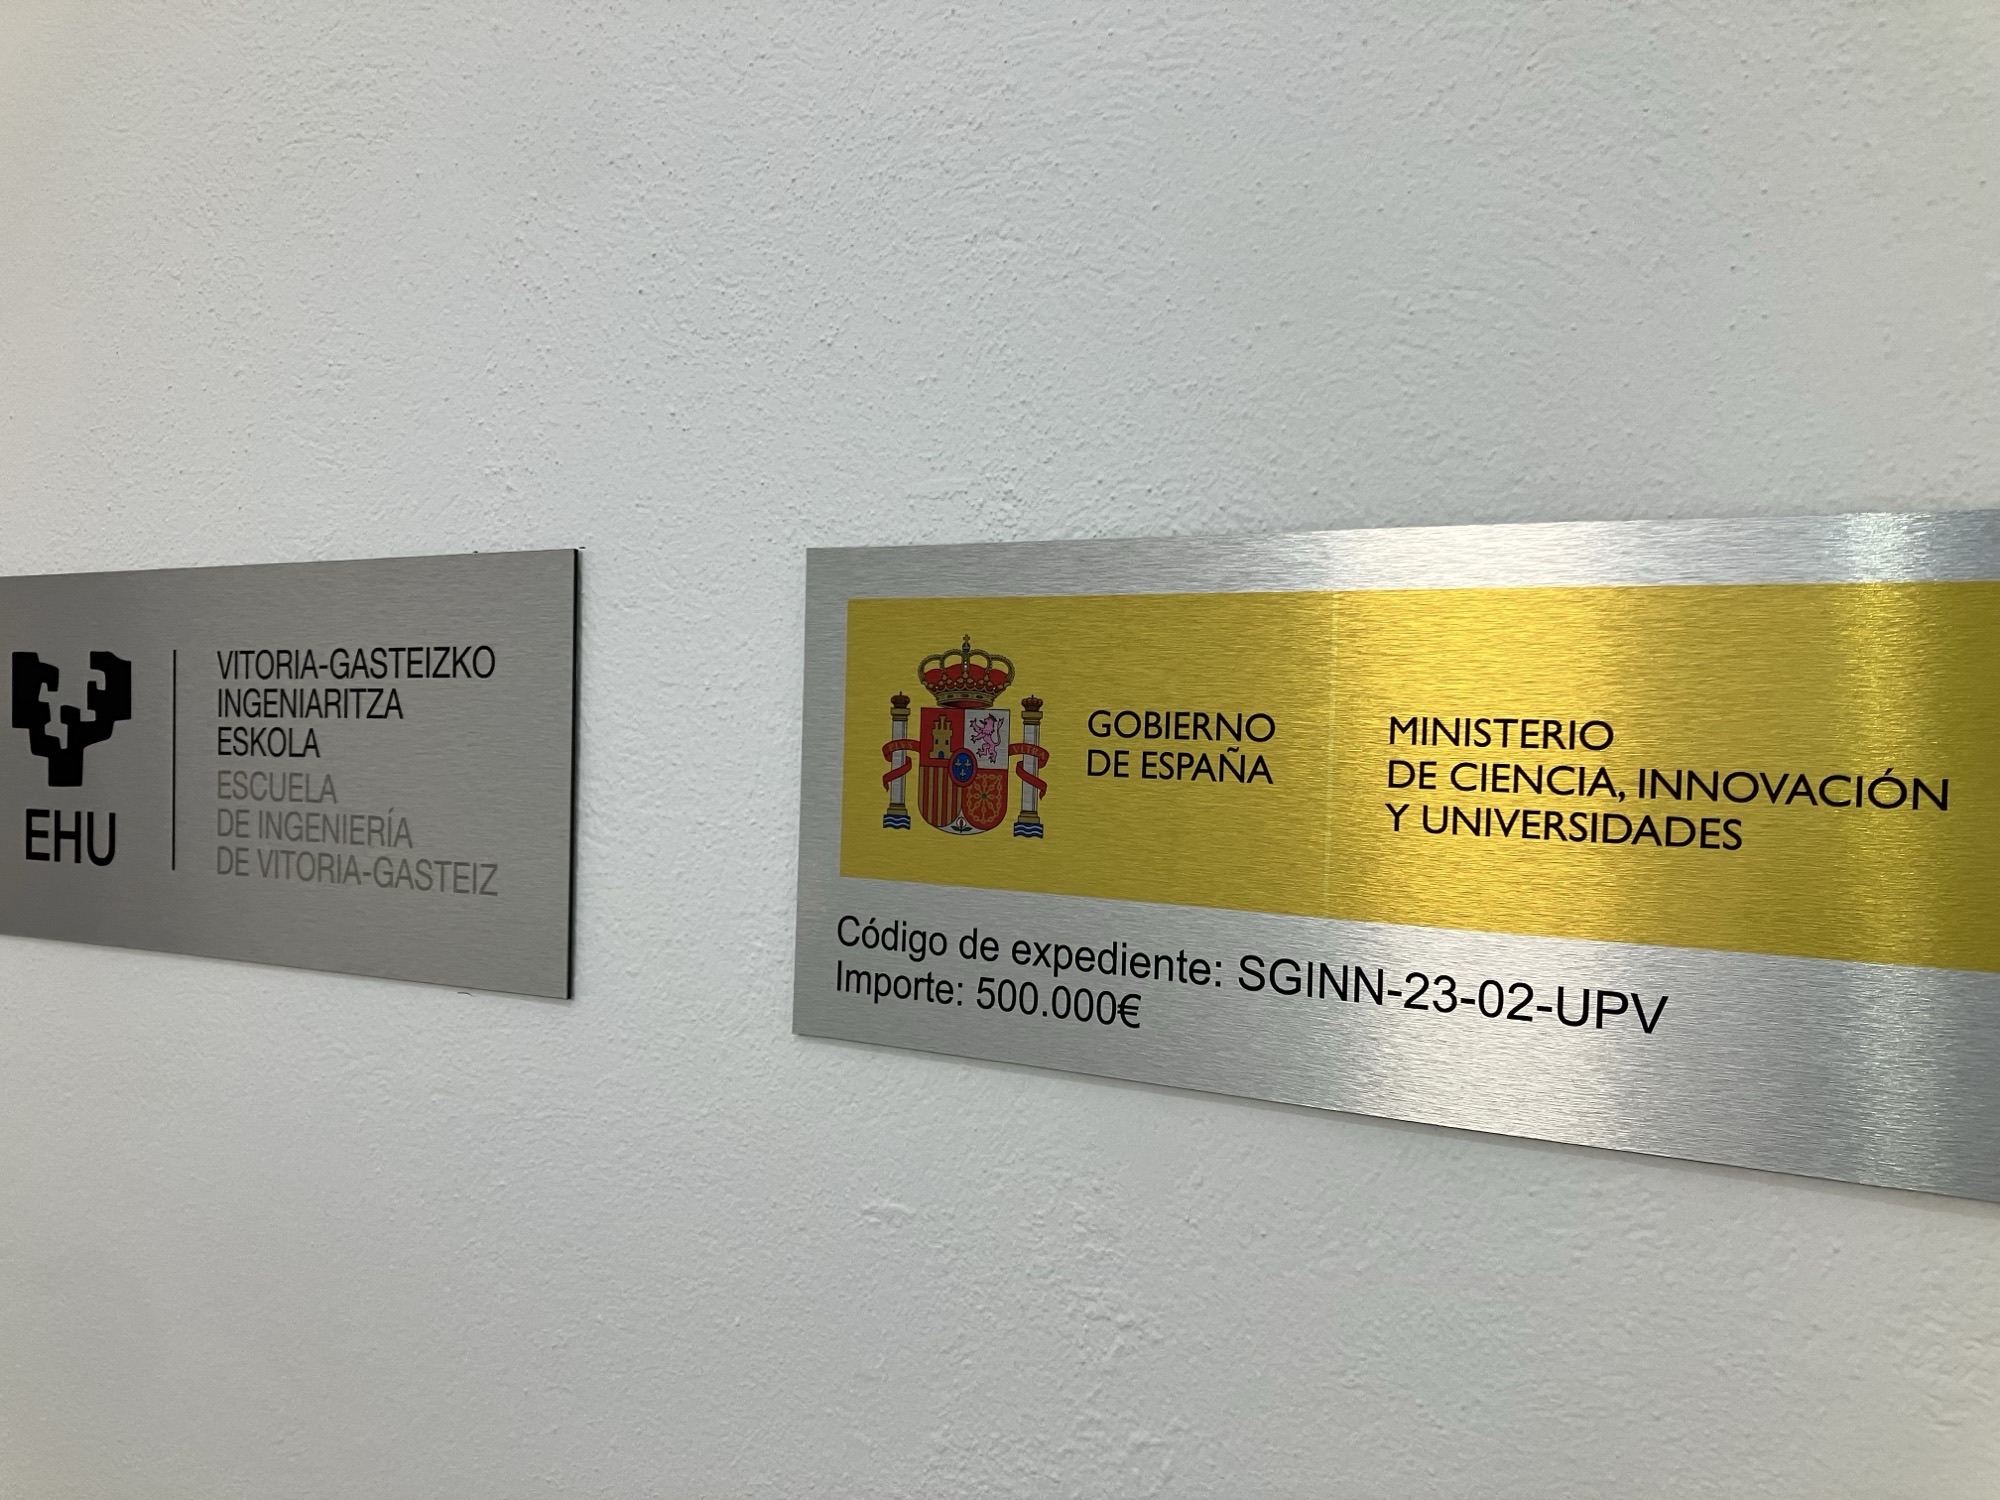 EHU
VITORIA-GASTEIZKO
INGENIARITZA
ESKOLA
ESCUELA
DE INGENIERÍA
DE VITORIA-GASTEIZ
GOBIERNO
DE ESPAÑA
MINISTERIO
DE CIENCIA, INNOVACIÓN
Y UNIVERSIDADES
Código de expediente: SGINN-23-02-UPV
Importe: 500.000€